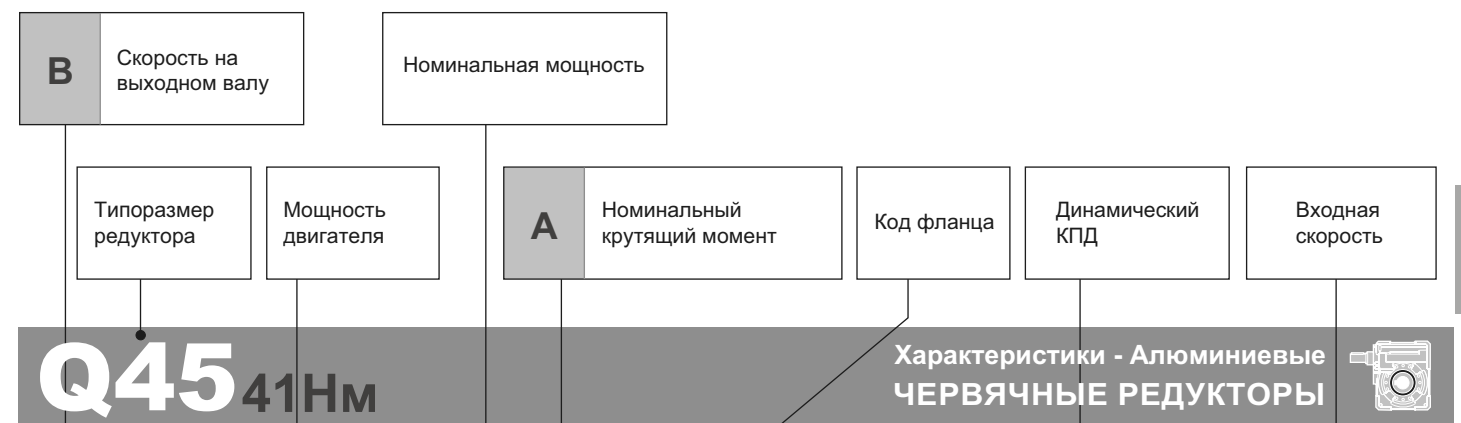 B
Скорость на
выходном валу
Номинальная мощность
Типоразмер
редуктора
Мощность
двигателя
A
Номинальный
крутящий момент
Код фланца
Динамический
КПД
Входная
скорость
Q45 41Нм
Характеристики - Алюминиевые
ЧЕРВЯЧНЫЕ РЕДУКТОРЫ